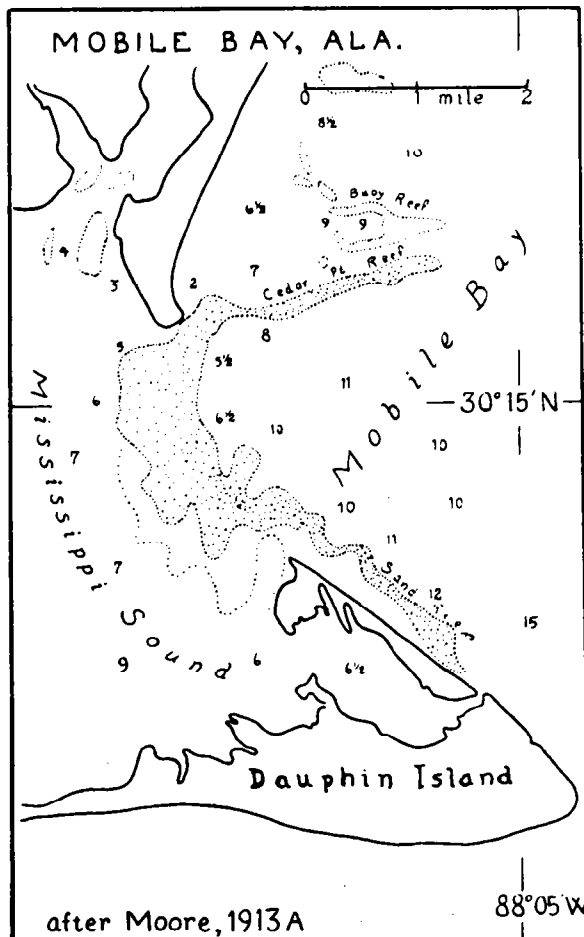 MOBILE BAY, ALA.
0 1 2
mile
8½
10
Buoy Reef
6½
9 9
4
7
3
2
Cedar Pt. Reef
8
5
5½
11
Mobile Bay
6
30°15'N
6½
10
10
7
10
10
11
7
Sand Reef
12
15
Mississippi Sound
9
6
6½
Dauphin Island
88°05'W
after Moore, 1913A